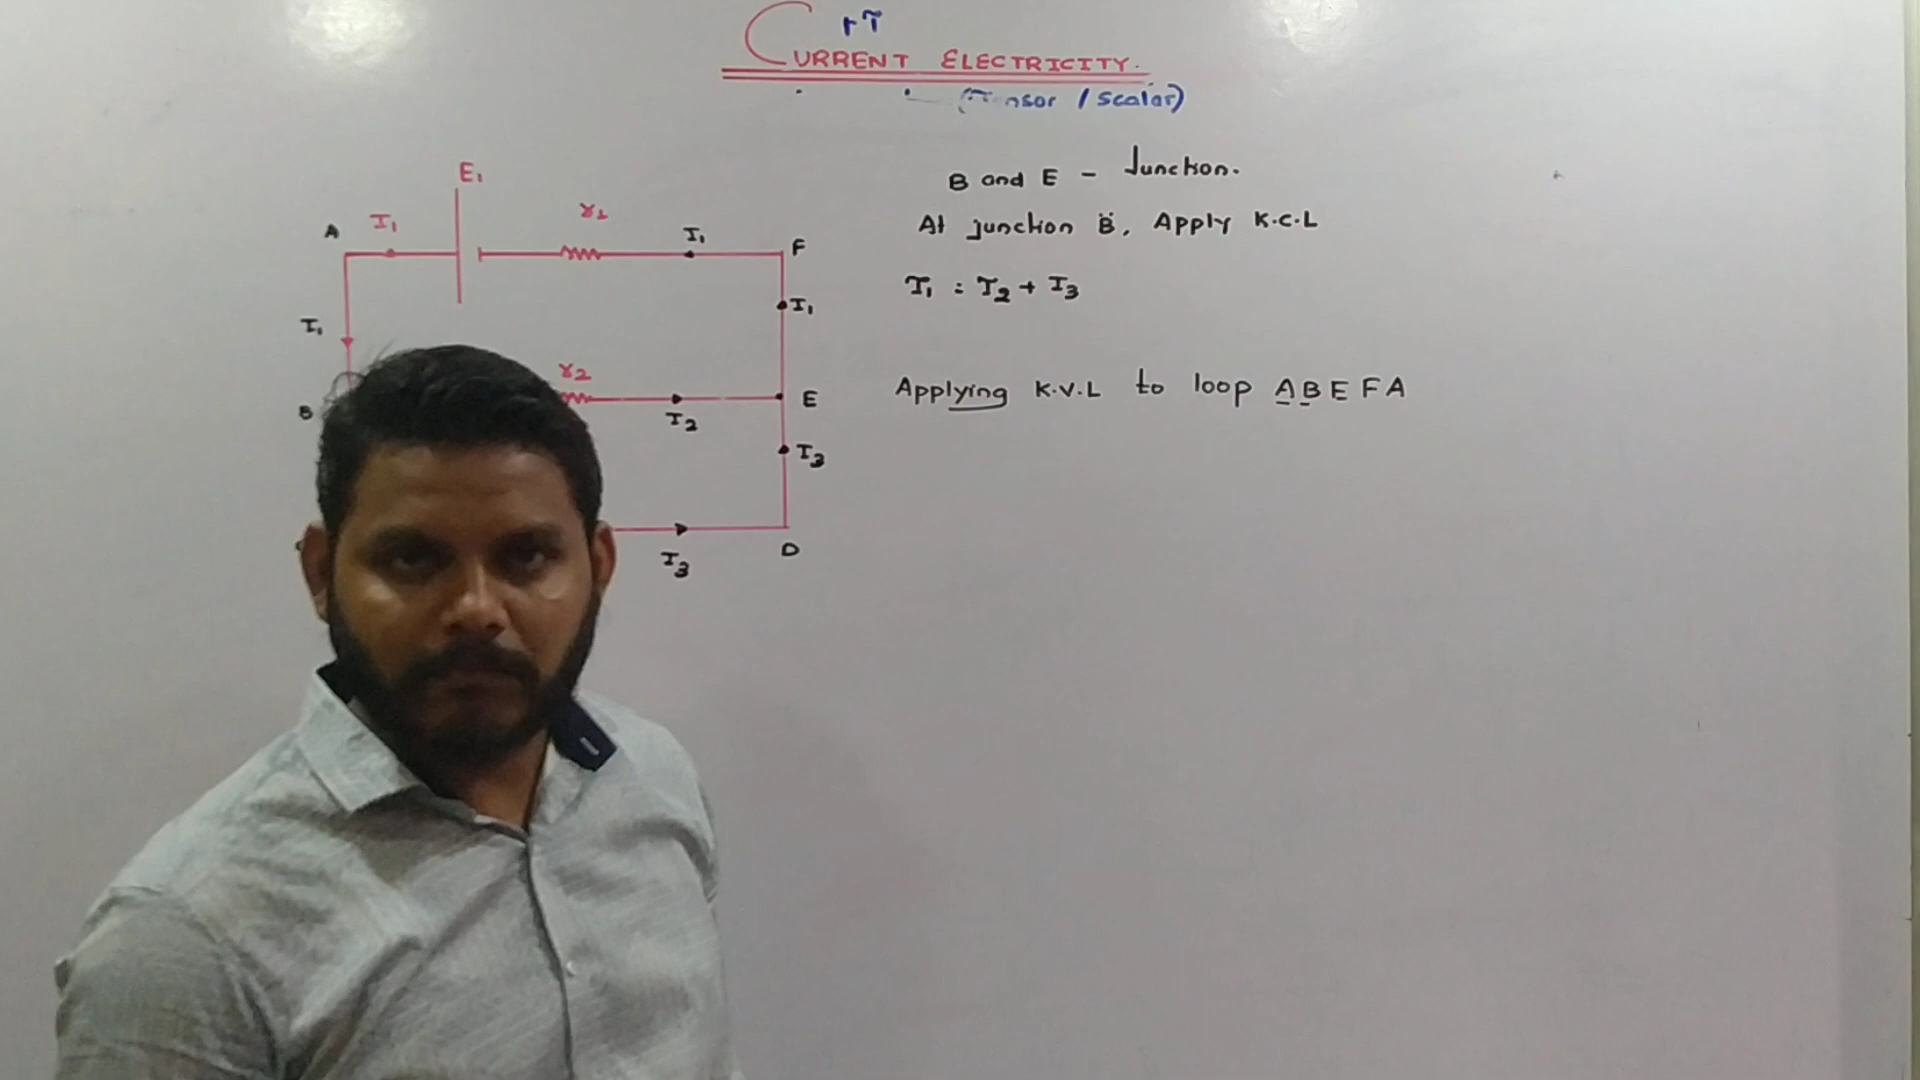 rT
CURRENT ELECTRICITY.
/ Scalar)
E₁
A I₁ r₁ I₁ F
I₁ I₁
r₂
B I₂ E
I₃
I₃ D
B and E - Junction.
At junction B, Apply K.C.L
I₁ = I₂ + I₃
Applying K.V.L to loop ABEFA